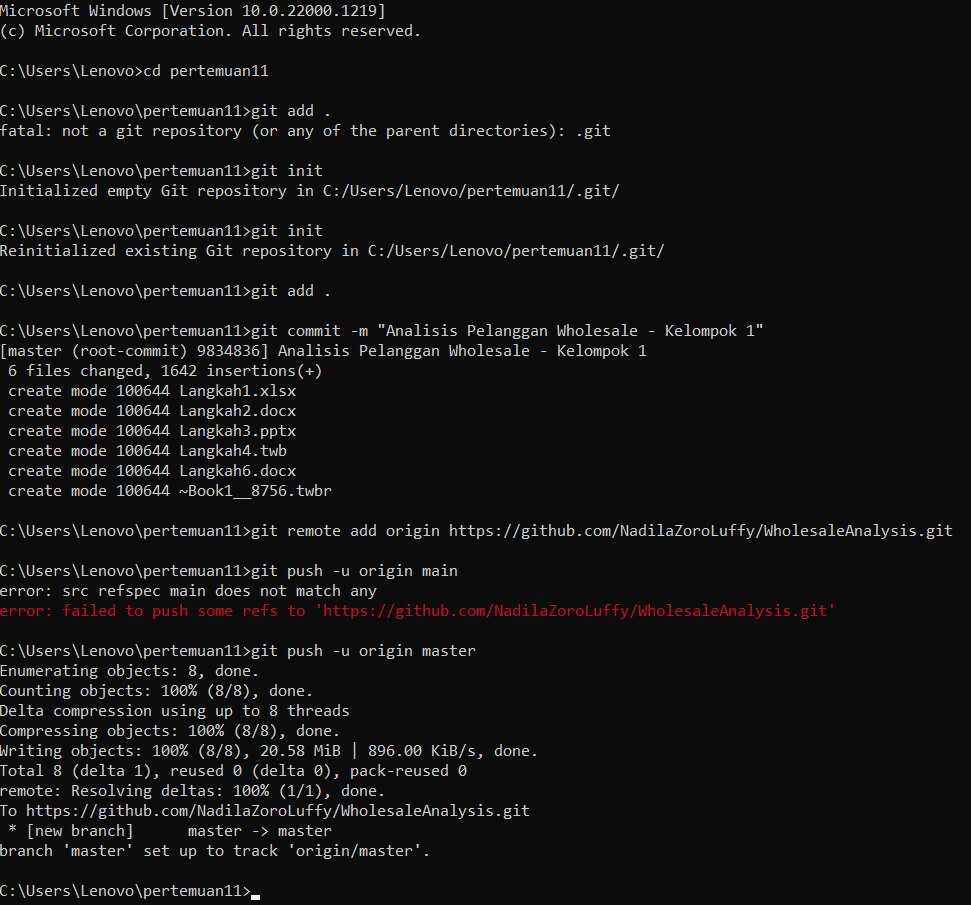 Microsoft Windows [Version 10.0.22000.1219]
(c) Microsoft Corporation. All rights reserved.
C:\Users\Lenovo>cd pertemuan11
C:\Users\Lenovo\pertemuan11>git add .
fatal: not a git repository (or any of the parent directories): .git
C:\Users\Lenovo\pertemuan11>git init
Initialized empty Git repository in C:/Users/Lenovo/pertemuan11/.git/
C:\Users\Lenovo\pertemuan11>git init
Reinitialized existing Git repository in C:/Users/Lenovo/pertemuan11/.git/
C:\Users\Lenovo\pertemuan11>git add .
C:\Users\Lenovo\pertemuan11>git commit -m "Analisis Pelanggan Wholesale - Kelompok 1"
[master (root-commit) 9834836] Analisis Pelanggan Wholesale - Kelompok 1
 6 files changed, 1642 insertions(+)
 create mode 100644 Langkah1.xlsx
 create mode 100644 Langkah2.docx
 create mode 100644 Langkah3.pptx
 create mode 100644 Langkah4.twb
 create mode 100644 Langkah6.docx
 create mode 100644 ~Book1__8756.twbr
C:\Users\Lenovo\pertemuan11>git remote add origin https://github.com/NadilaZoroLuffy/WholesaleAnalysis.git
C:\Users\Lenovo\pertemuan11>git push -u origin main
error: src refspec main does not match any
error: failed to push some refs to 'https://github.com/NadilaZoroLuffy/WholesaleAnalysis.git'
C:\Users\Lenovo\pertemuan11>git push -u origin master
Enumerating objects: 8, done.
Counting objects: 100% (8/8), done.
Delta compression using up to 8 threads
Compressing objects: 100% (8/8), done.
Writing objects: 100% (8/8), 20.58 MiB | 896.00 KiB/s, done.
Total 8 (delta 1), reused 0 (delta 0), pack-reused 0
remote: Resolving deltas: 100% (1/1), done.
To https://github.com/NadilaZoroLuffy/WholesaleAnalysis.git
 * [new branch]      master -> master
branch 'master' set up to track 'origin/master'.
C:\Users\Lenovo\pertemuan11>